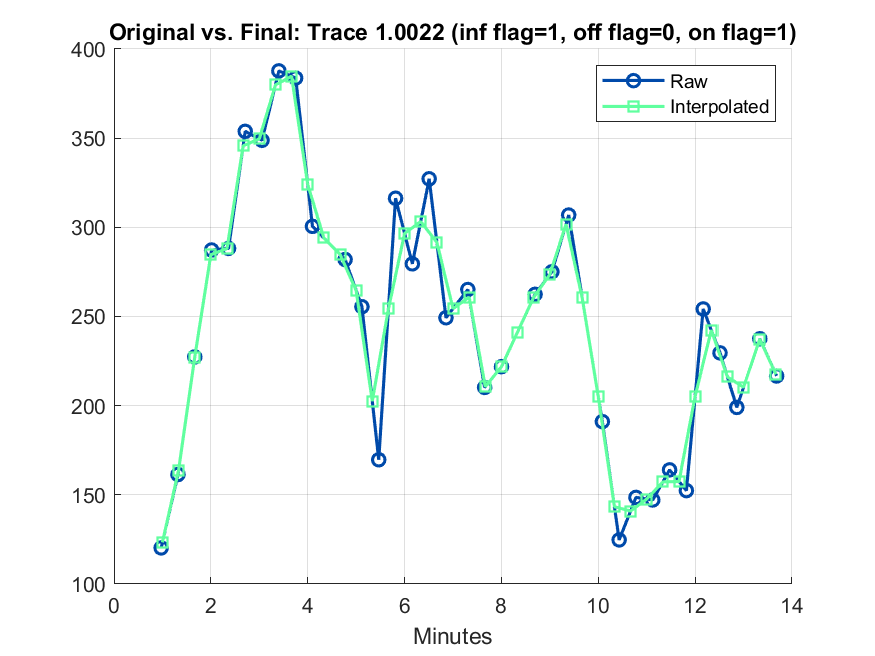 Original vs. Final: Trace 1.0022 (inf flag=1, off flag=0, on flag=1)
400
350
300
250
200
150
100
0 2 4 6 8 10 12 14
Minutes
Raw
Interpolated